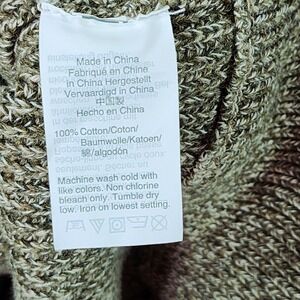 Made in China
Fabriqué en Chine
in China Hergestellt
Vervaardigd in China
中国製
Hecho en China
100% Cotton/Coton/
Baumwolle/Katoen/
綿/algodón
Machine wash cold with
like colors. Non chlorine
bleach only. Tumble dry
low. Iron on lowest setting.